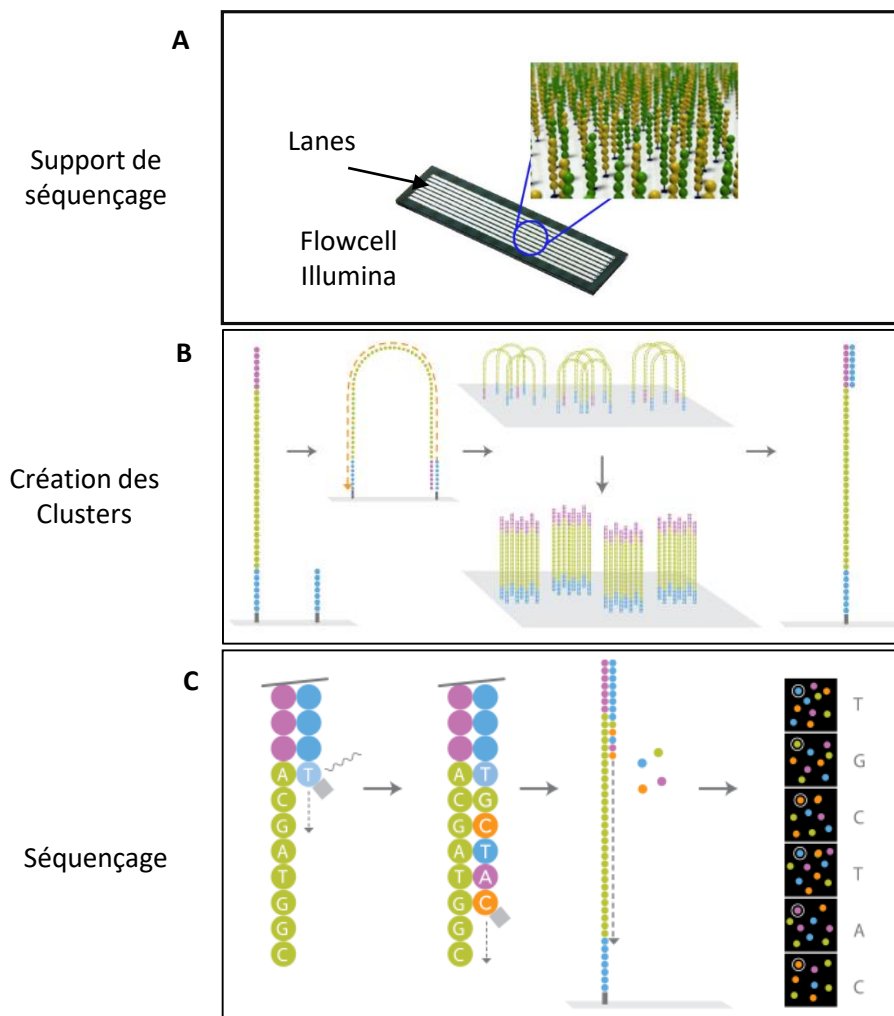 A
Support de
séquençage
Lanes
Flowcell
Illumina
B
Création des
Clusters
C
Séquençage
A T
C
G
A
T
G
G
C
A T
C G
G C
A T
T A
G C
G
C
T
G
C
T
A
C